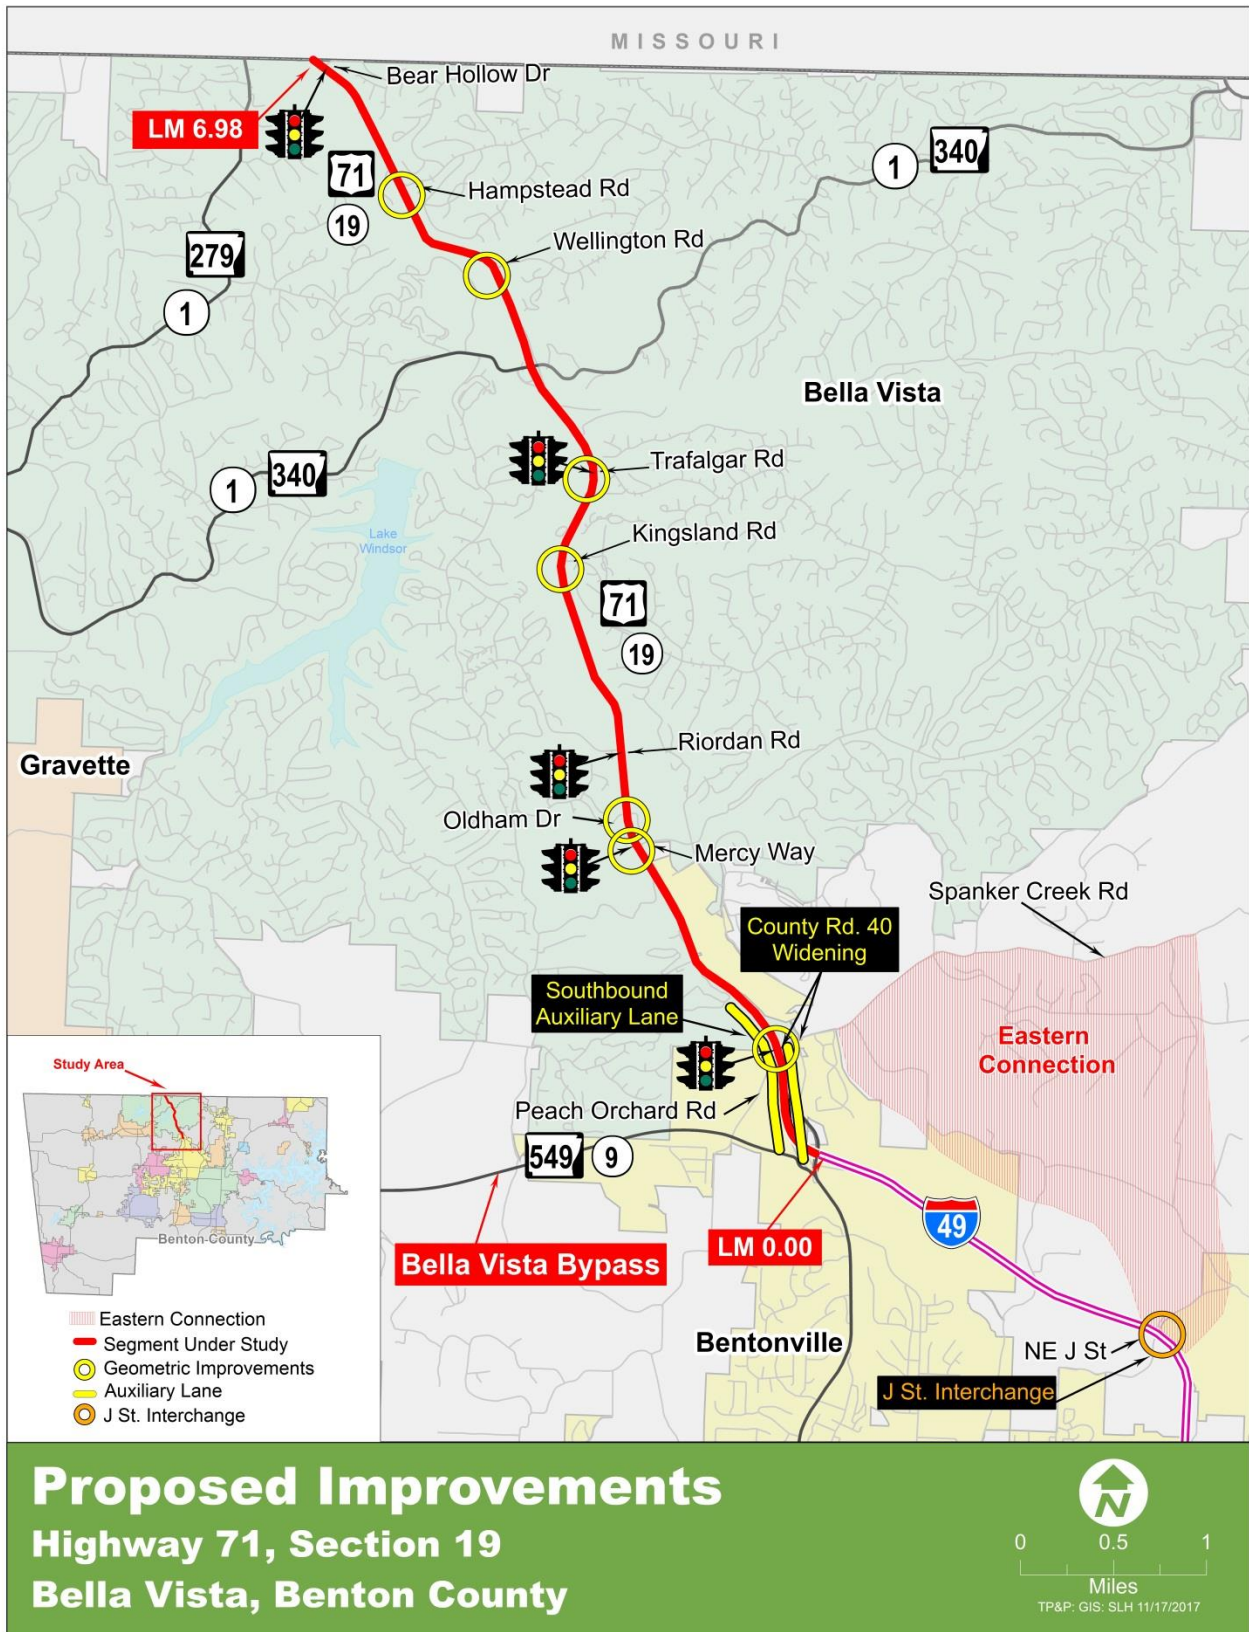 MISSOURI
Bear Hollow Dr
LM 6.98
71
19
Hampstead Rd
1
340
279
1
Wellington Rd
Bella Vista
Trafalgar Rd
340
1
Lake
Windsor
Kingsland Rd
71
19
Gravette
Riordan Rd
Oldham Dr
Mercy Way
Spanker Creek Rd
County Rd. 40
Widening
Southbound
Auxiliary Lane
Eastern
Connection
Peach Orchard Rd
549
9
LM 0.00
49
Bella Vista Bypass
Bentonville
NE J St
J St. Interchange
Study Area
Benton County
Eastern Connection
Segment Under Study
Geometric Improvements
Auxiliary Lane
J St. Interchange
Proposed Improvements
Highway 71, Section 19
Bella Vista, Benton County
N
0 0.5 1
Miles
TP&P: GIS: SLH 11/17/2017